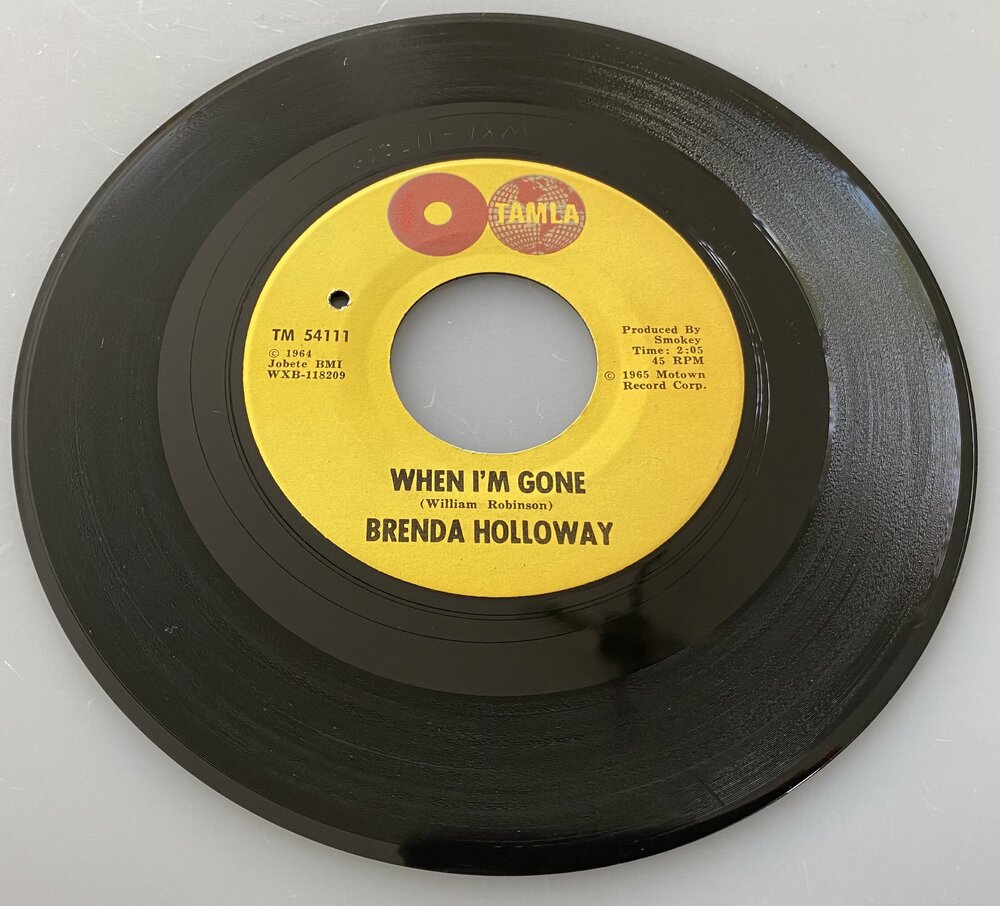 TAMLA
TM 54111
© 1964
Jobete BMI
WXB-118209
Produced By
Smokey
Time: 2:05
45 RPM
© 1965 Motown
Record Corp.
WHEN I'M GONE
(William Robinson)
BRENDA HOLLOWAY